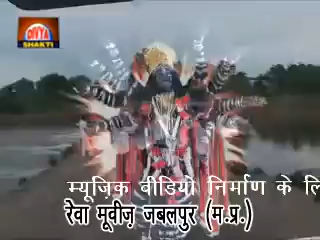 DIVYA
SHAKTI
म्यूज़िक वीडियो निर्माण के लि
रेवा मूवीज़ जबलपुर (म.प्र.)